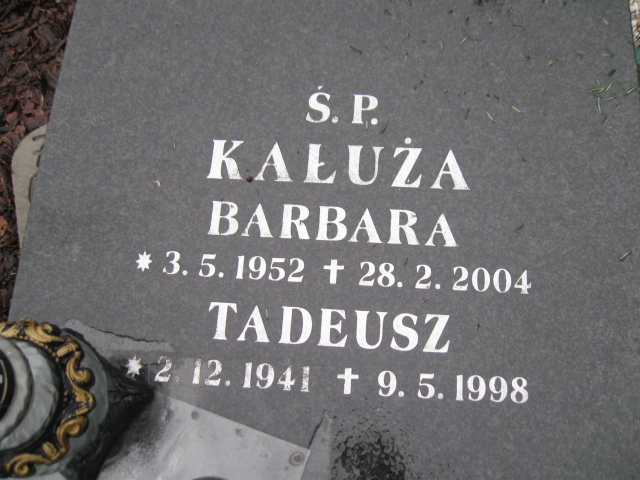 Ś. P.
KAŁUŻA
BARBARA
* 3. 5. 1952 † 28. 2. 2004
TADEUSZ
* 2. 12. 1941 † 9. 5. 1998